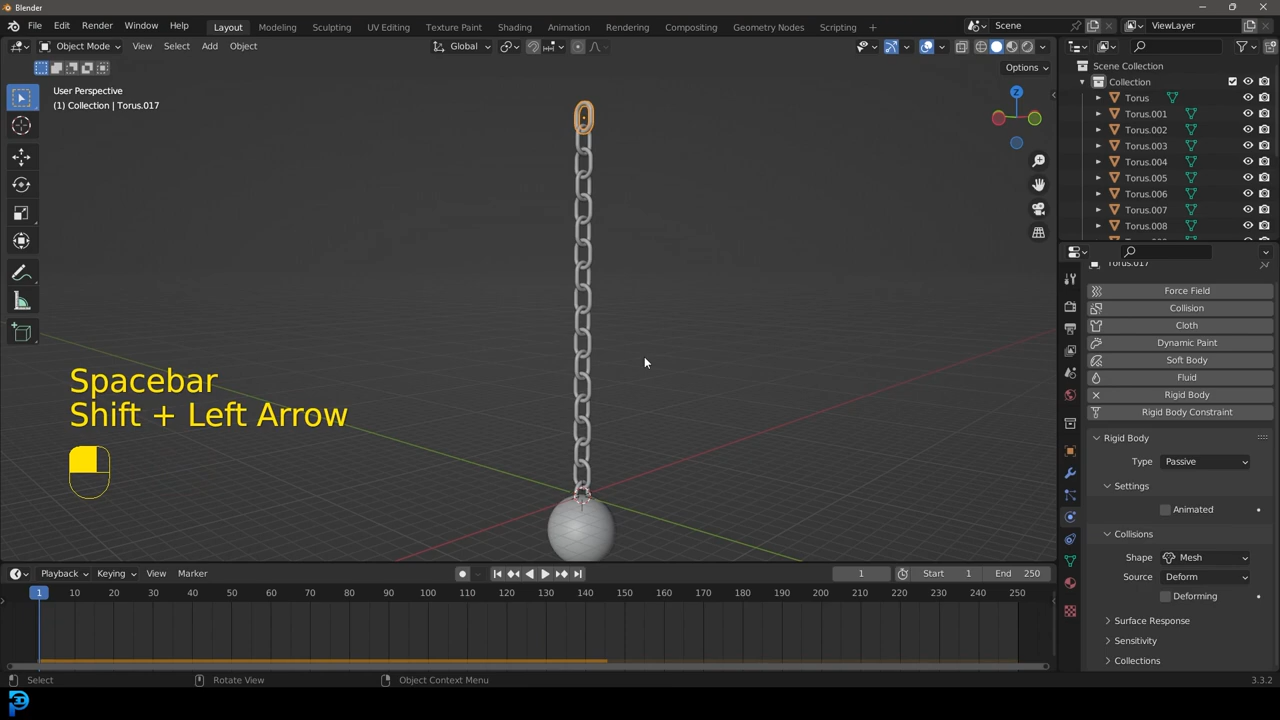 Blender
File Edit Render Window Help Layout Modeling Sculpting UV Editing Texture Paint Shading Animation Rendering Compositing Geometry Nodes Scripting + Scene ViewLayer
Object Mode View Select Add Object Global
Options
User Perspective
(1) Collection | Torus.017
Z
Scene Collection
Collection
Torus
Torus.001
Torus.002
Torus.003
Torus.004
Torus.005
Torus.006
Torus.007
Torus.008
Torus.017
Force Field
Collision
Cloth
Dynamic Paint
Soft Body
Fluid
Rigid Body
Rigid Body Constraint
Rigid Body
Type Passive
Settings
Animated
Collisions
Shape Mesh
Source Deform
Deforming
Surface Response
Sensitivity
Collections
Spacebar
Shift + Left Arrow
Playback Keying View Marker 1 Start 1 End 250
1 10 20 30 40 50 60 70 80 90 100 110 120 130 140 150 160 170 180 190 200 210 220 230 240 250
Select Rotate View Object Context Menu 3.3.2